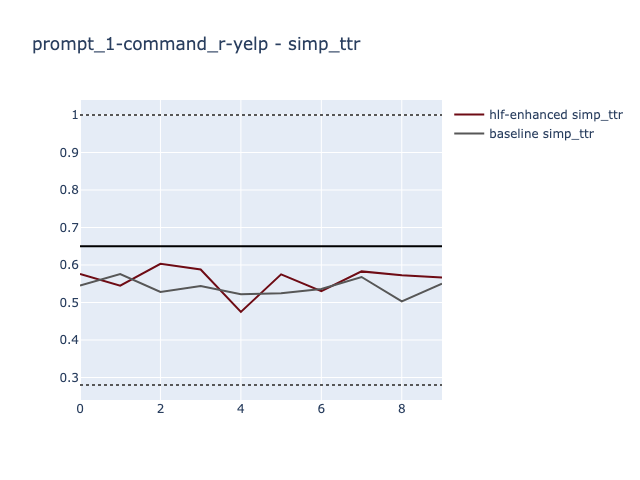 prompt_1-command_r-yelp - simp_ttr
hlf-enhanced simp_ttr
baseline simp_ttr
1
0.9
0.8
0.7
0.6
0.5
0.4
0.3
0 2 4 6 8